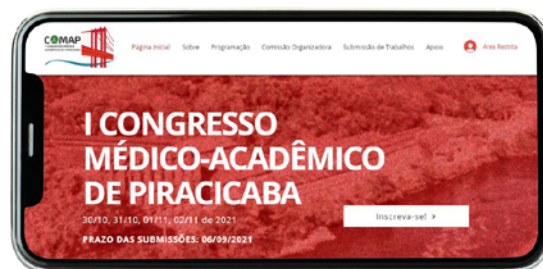 COMAP
Página Inicial Sobre Programação Comissão Organizadora Submissão de Trabalhos Apoio Área Restrita
I CONGRESSO
MÉDICO-ACADÊMICO
DE PIRACICABA
30/10, 31/10, 01/11, 02/11 de 2021
Inscreva-se! >
PRAZO DAS SUBMISSÕES: 06/09/2021